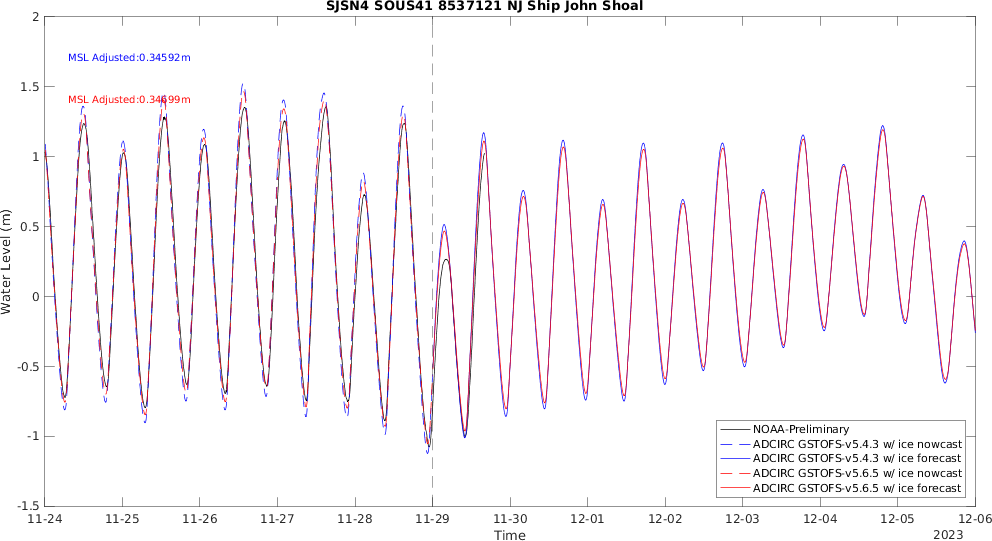 SJSN4 SOUS41 8537121 NJ Ship John Shoal
2
1.5
1
0.5
0
-0.5
-1
-1.5
Water Level (m)
MSL Adjusted:0.34592m
MSL Adjusted:0.34699m
NOAA-Preliminary
ADCIRC GSTOFS-v5.4.3 w/ ice nowcast
ADCIRC GSTOFS-v5.4.3 w/ ice forecast
ADCIRC GSTOFS-v5.6.5 w/ ice nowcast
ADCIRC GSTOFS-v5.6.5 w/ ice forecast
11-24 11-25 11-26 11-27 11-28 11-29 11-30 12-01 12-02 12-03 12-04 12-05 12-06
Time
2023